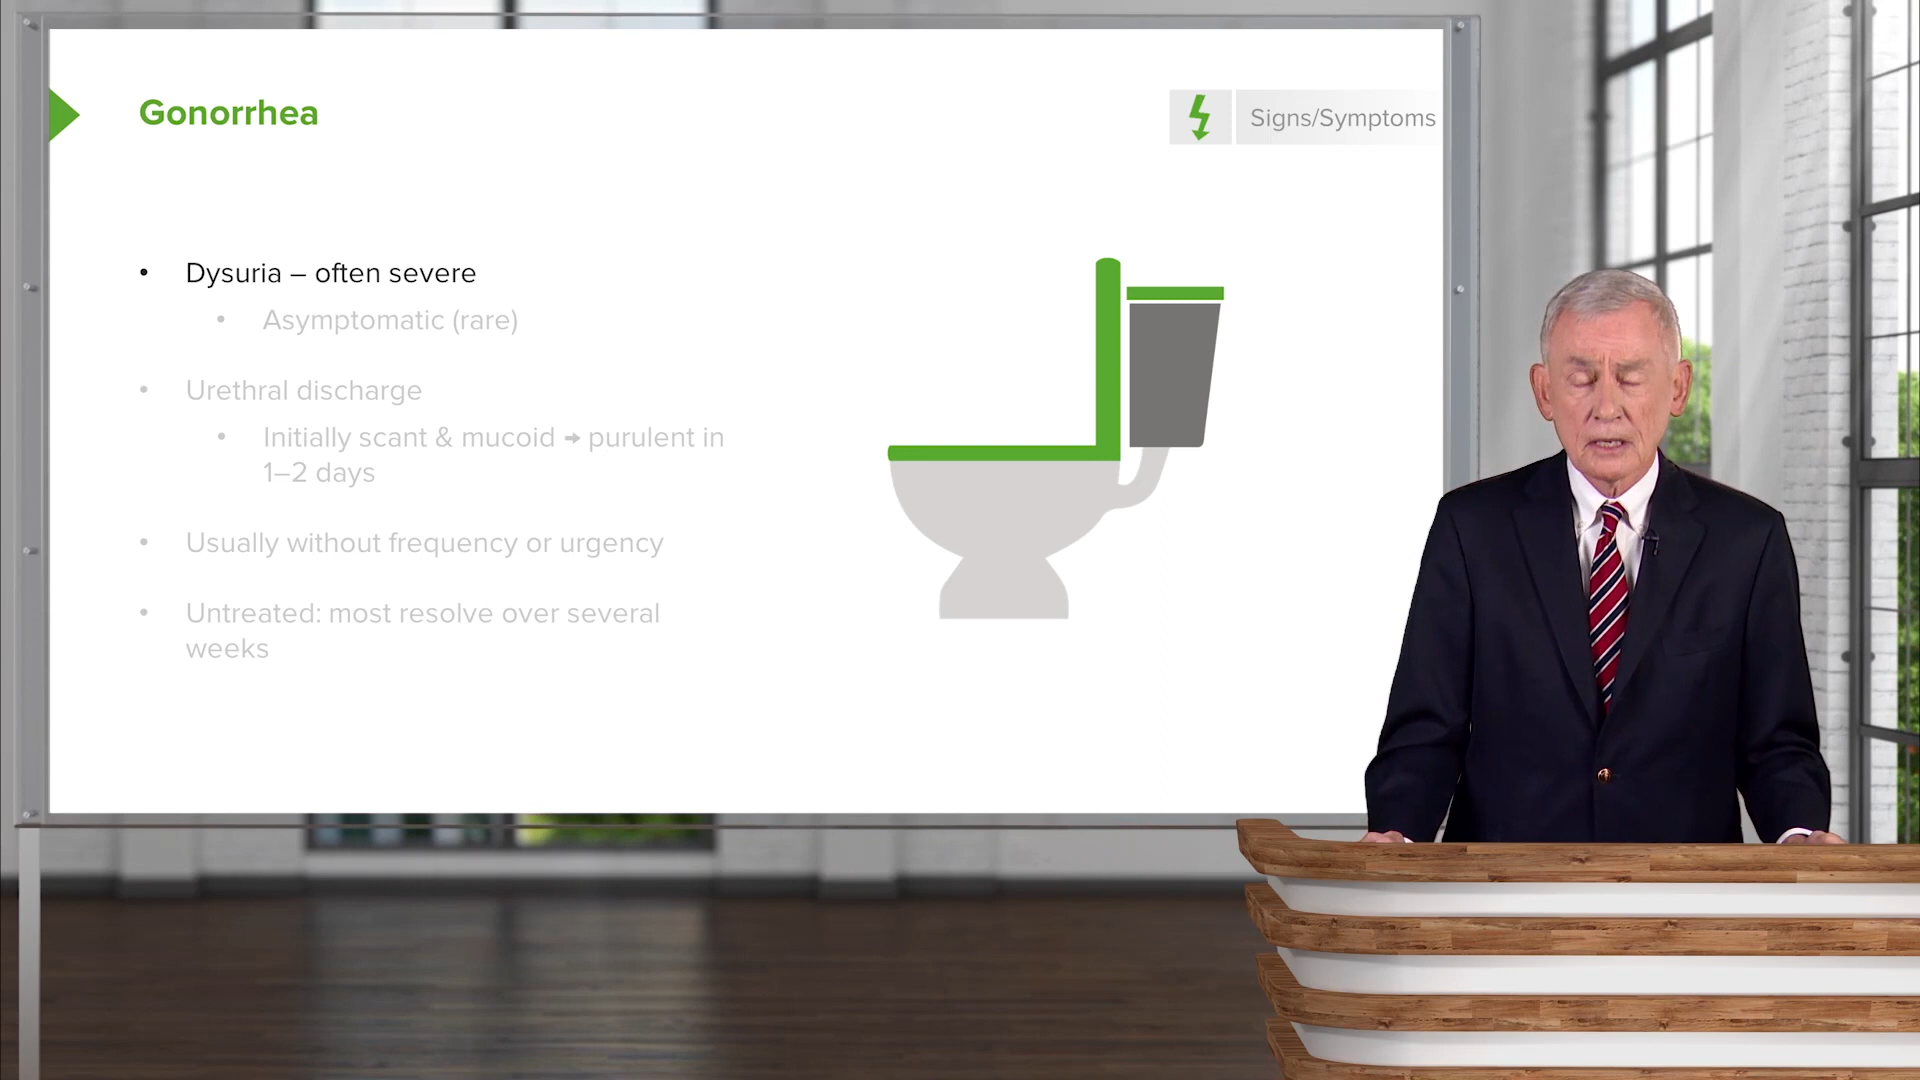 Gonorrhea
Signs/Symptoms
• Dysuria – often severe
• Asymptomatic (rare)
• Urethral discharge
• Initially scant & mucoid → purulent in
1–2 days
• Usually without frequency or urgency
• Untreated: most resolve over several
weeks